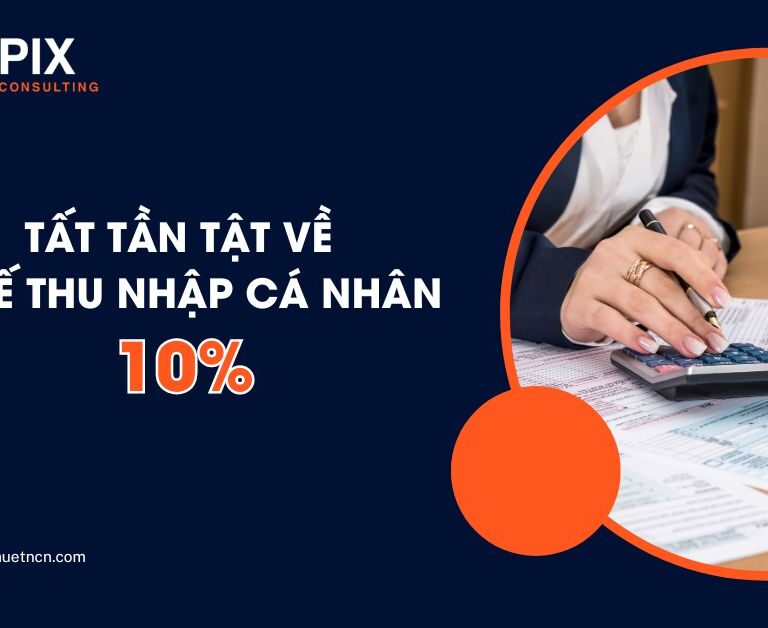 PIX
CONSULTING
TẤT TẦN TẬT VỀ
Ế THU NHẬP CÁ NHÂN
10%
uetncn.com